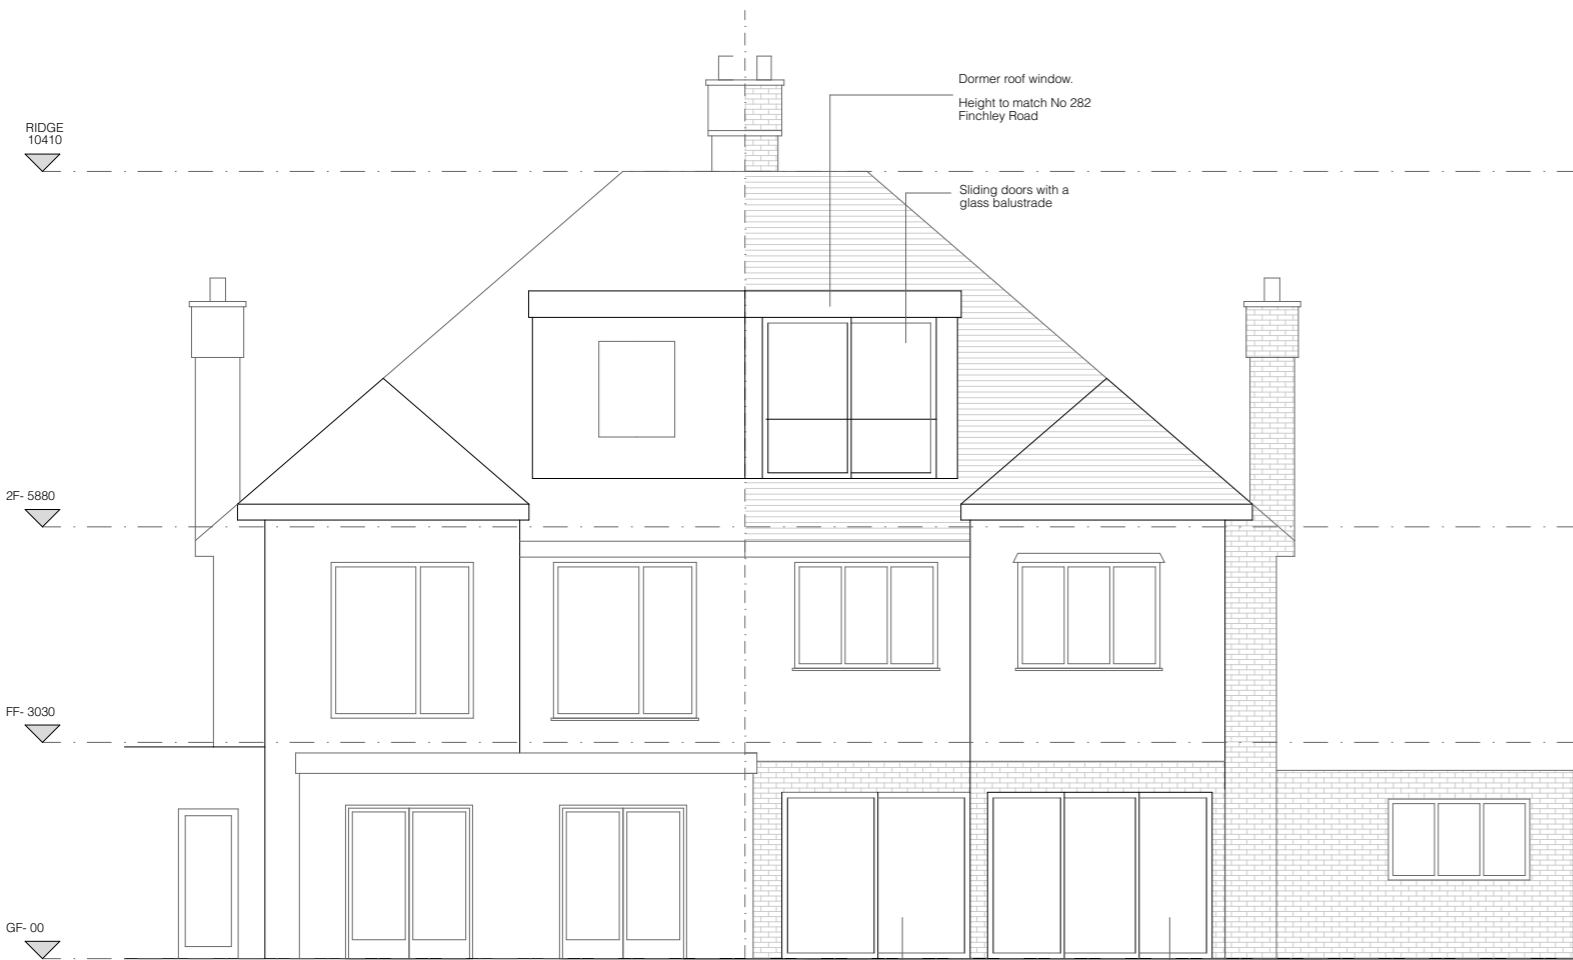 Dormer roof window.
Height to match No 282
Finchley Road
RIDGE
10410
Sliding doors with a
glass balustrade
2F- 5880
FF- 3030
GF- 00